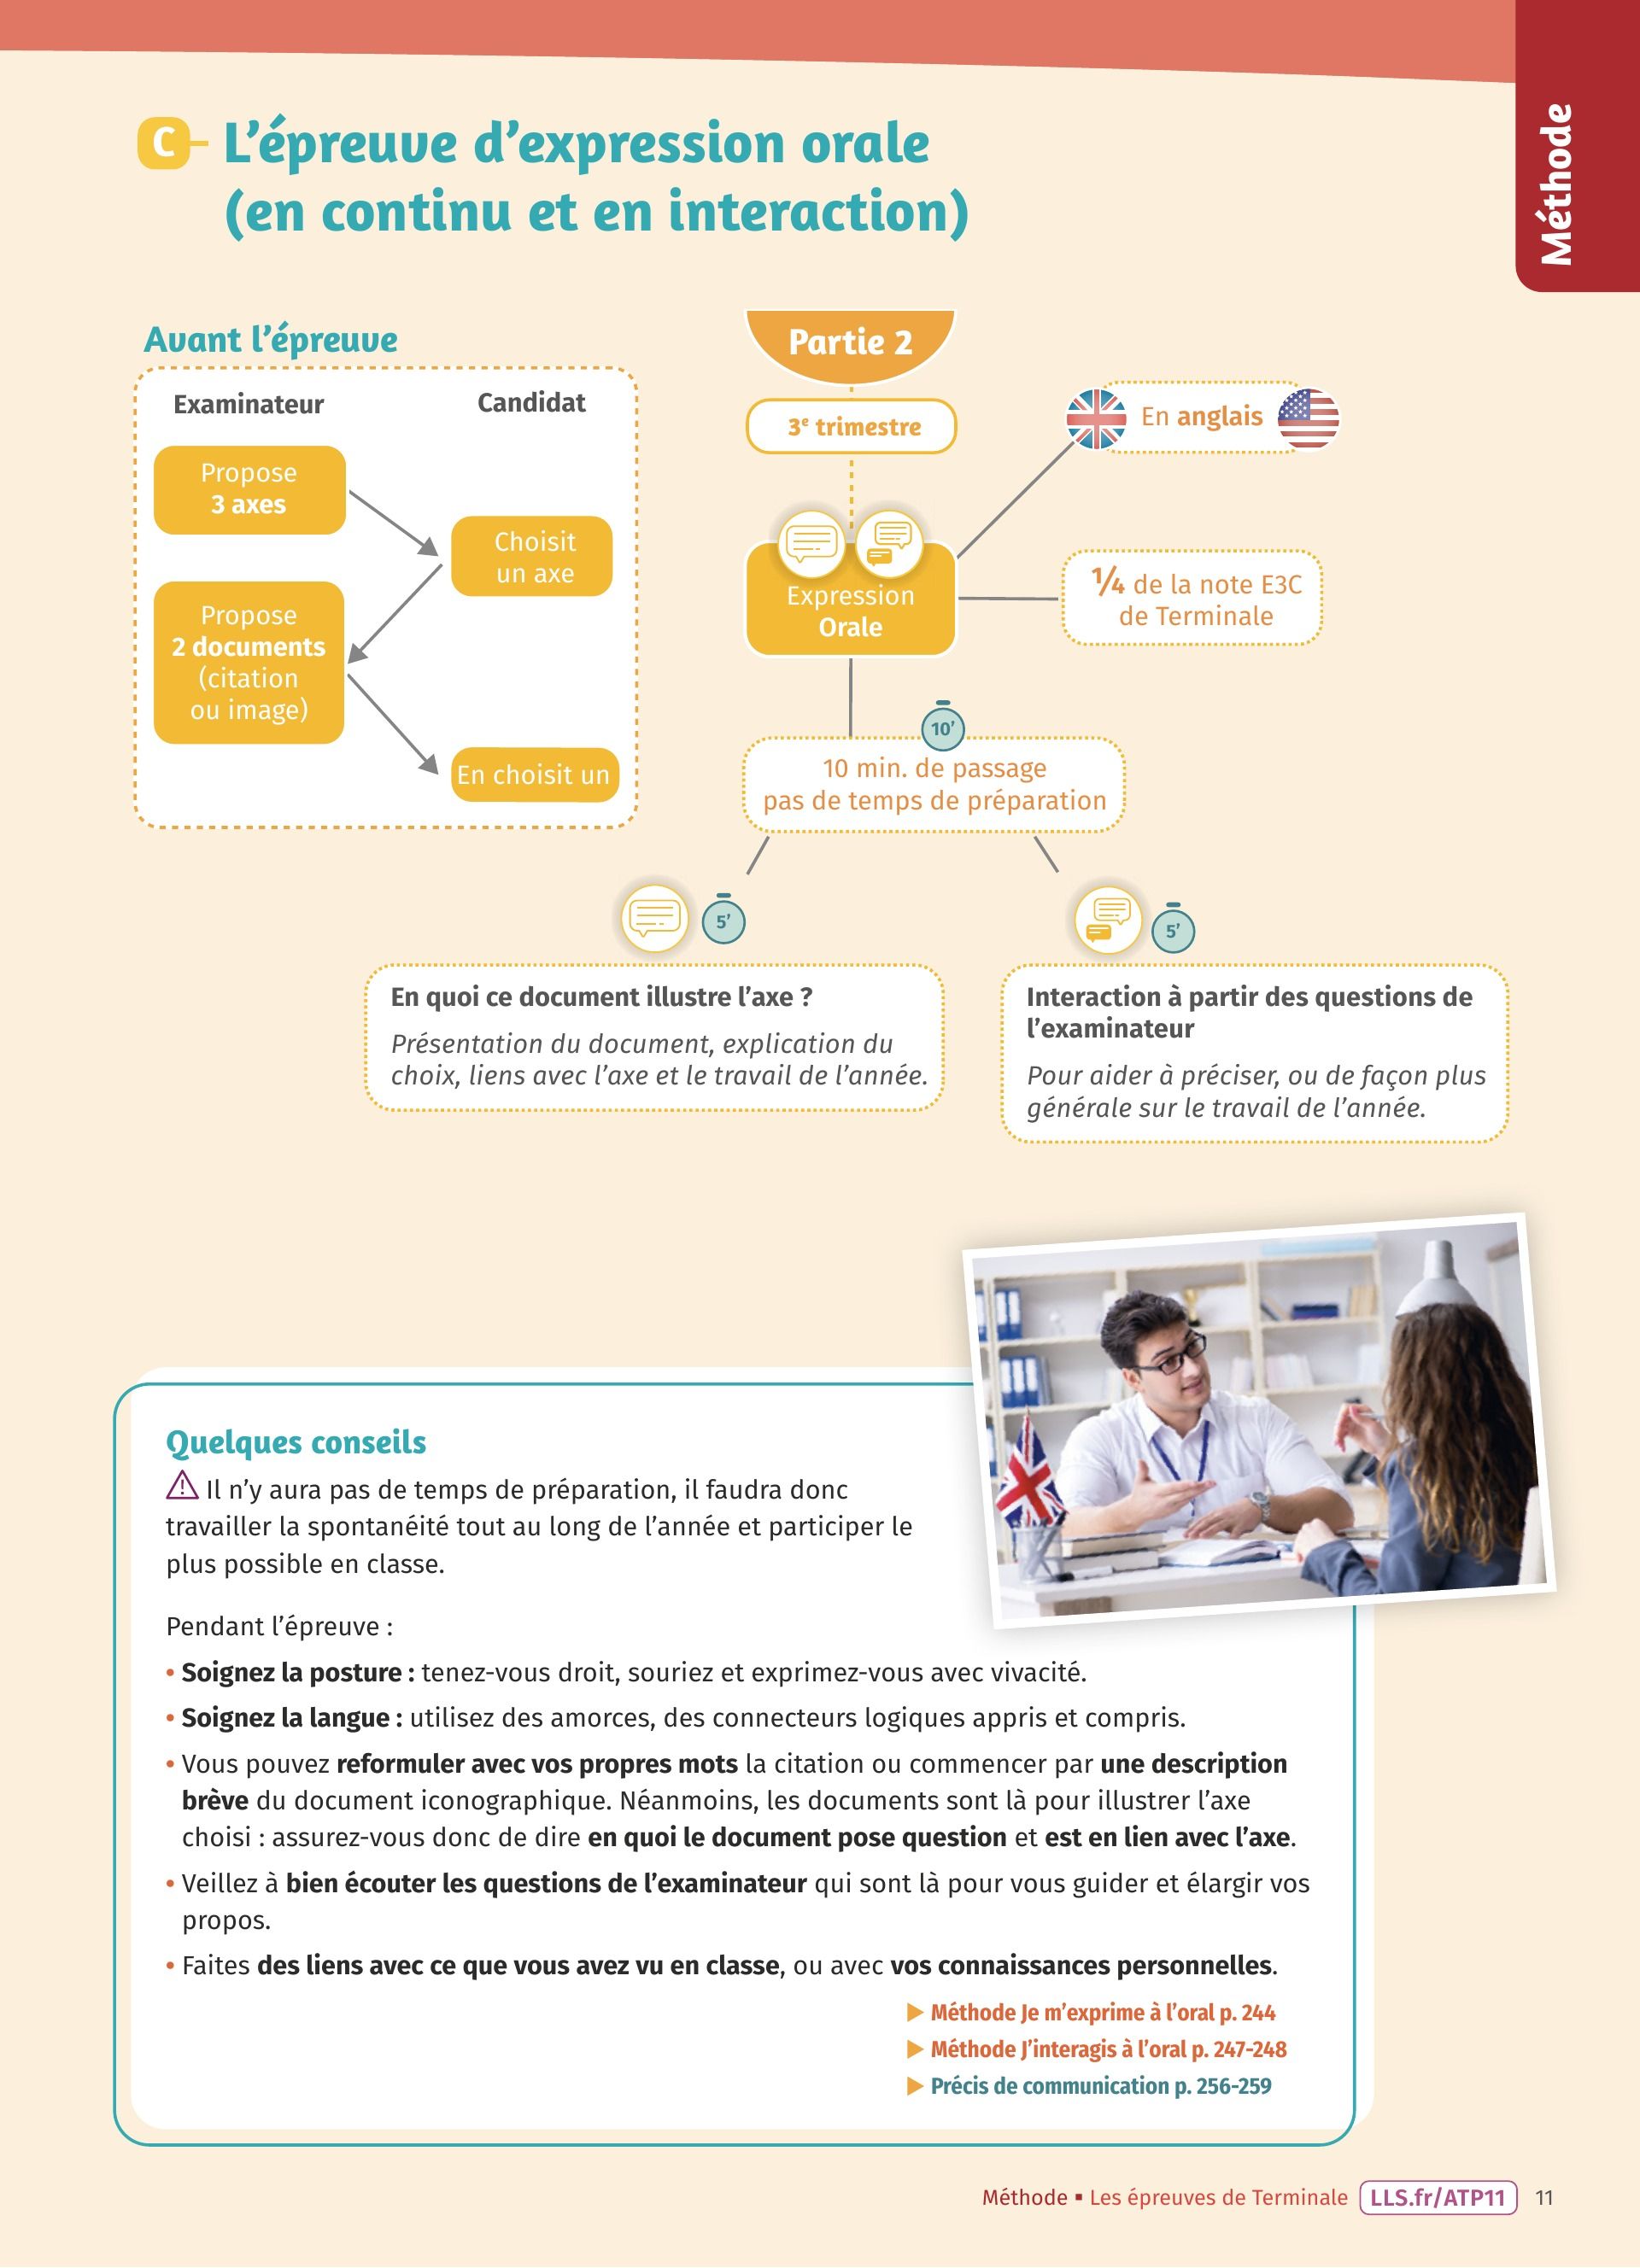 Méthode
C
L'épreuve d'expression orale
(en continu et en interaction)
Avant l'épreuve
Examinateur
Candidat
Propose
3 axes
Choisit
un axe
Propose
2 documents
(citation
ou image)
En choisit un
Partie 2
3e trimestre
En anglais
Expression
Orale
1/4 de la note E3C
de Terminale
10'
10 min. de passage
pas de temps de préparation
5'
En quoi ce document illustre l'axe ?
Présentation du document, explication du
choix, liens avec l'axe et le travail de l'année.
5'
Interaction à partir des questions de
l'examinateur
Pour aider à préciser, ou de façon plus
générale sur le travail de l'année.
Quelques conseils
Il n'y aura pas de temps de préparation, il faudra donc
travailler la spontanéité tout au long de l'année et participer le
plus possible en classe.
Pendant l'épreuve :
• Soignez la posture : tenez-vous droit, souriez et exprimez-vous avec vivacité.
• Soignez la langue : utilisez des amorces, des connecteurs logiques appris et compris.
• Vous pouvez reformuler avec vos propres mots la citation ou commencer par une description
brève du document iconographique. Néanmoins, les documents sont là pour illustrer l'axe
choisi : assurez-vous donc de dire en quoi le document pose question et est en lien avec l'axe.
• Veillez à bien écouter les questions de l'examinateur qui sont là pour vous guider et élargir vos
propos.
• Faites des liens avec ce que vous avez vu en classe, ou avec vos connaissances personnelles.
▶ Méthode Je m'exprime à l'oral p. 244
▶ Méthode J'interagis à l'oral p. 247-248
▶ Précis de communication p. 256-259
Méthode ▪ Les épreuves de Terminale LLS.fr/ATP11 11